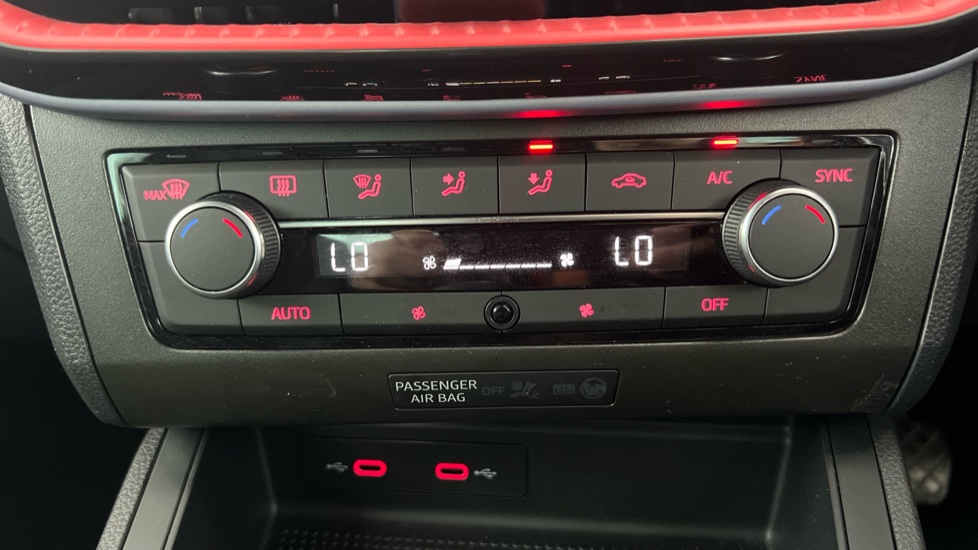 MAX A/C SYNC
LO LO
AUTO OFF
PASSENGER OFF
AIR BAG